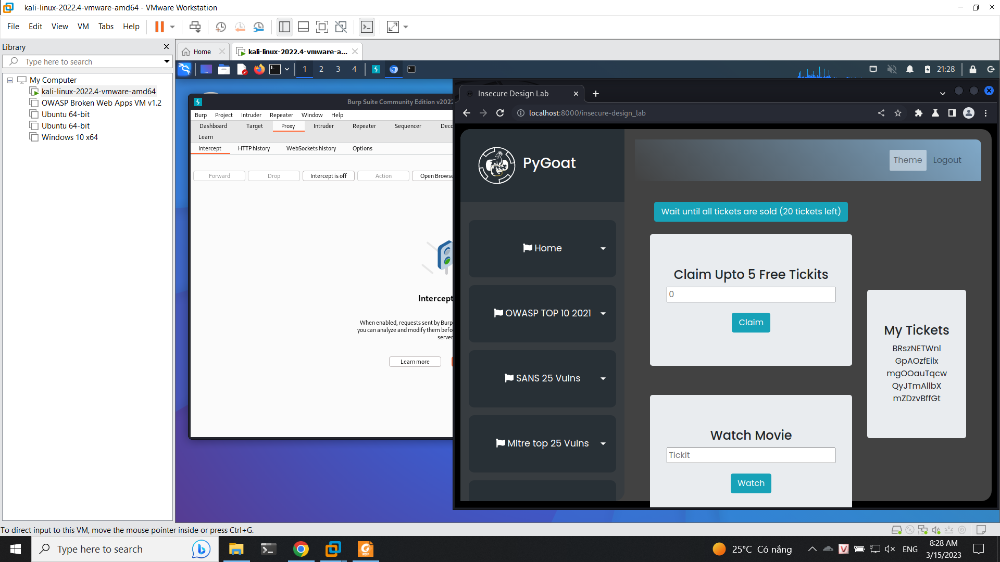 kali-linux-2022.4-vmware-amd64 - VMware Workstation
File Edit View VM Tabs Help
Library
Type here to search
My Computer
kali-linux-2022.4-vmware-amd64
OWASP Broken Web Apps VM v1.2
Ubuntu 64-bit
Ubuntu 64-bit
Windows 10 x64
Home
kali-linux-2022.4-vmware-a...
1 2 3 4
21:28
Burp Suite Community Edition v2022
Burp Project Intruder Repeater Window Help
Dashboard Target Proxy Intruder Repeater Sequencer Deco
Learn
Intercept HTTP history WebSockets history Options
Forward Drop Intercept is off Action Open Browse
Intercept
When enabled, requests sent by Burp
you can analyze and modify them befo
server
Learn more
Insecure Design Lab
localhost:8000/insecure-design_lab
PyGoat
Theme Logout
Home
OWASP TOP 10 2021
SANS 25 Vulns
Mitre top 25 Vulns
Wait until all tickets are sold (20 tickets left)
Claim Upto 5 Free Tickits
0
Claim
Watch Movie
Tickit
Watch
My Tickets
BRszNETWnl
GpAOzfEilx
mgOOauTqcw
QyJTmAllbX
mZDzvBffGt
To direct input to this VM, move the mouse pointer inside or press Ctrl+G.
Type here to search
25°C Có nắng
ENG
8:28 AM
3/15/2023